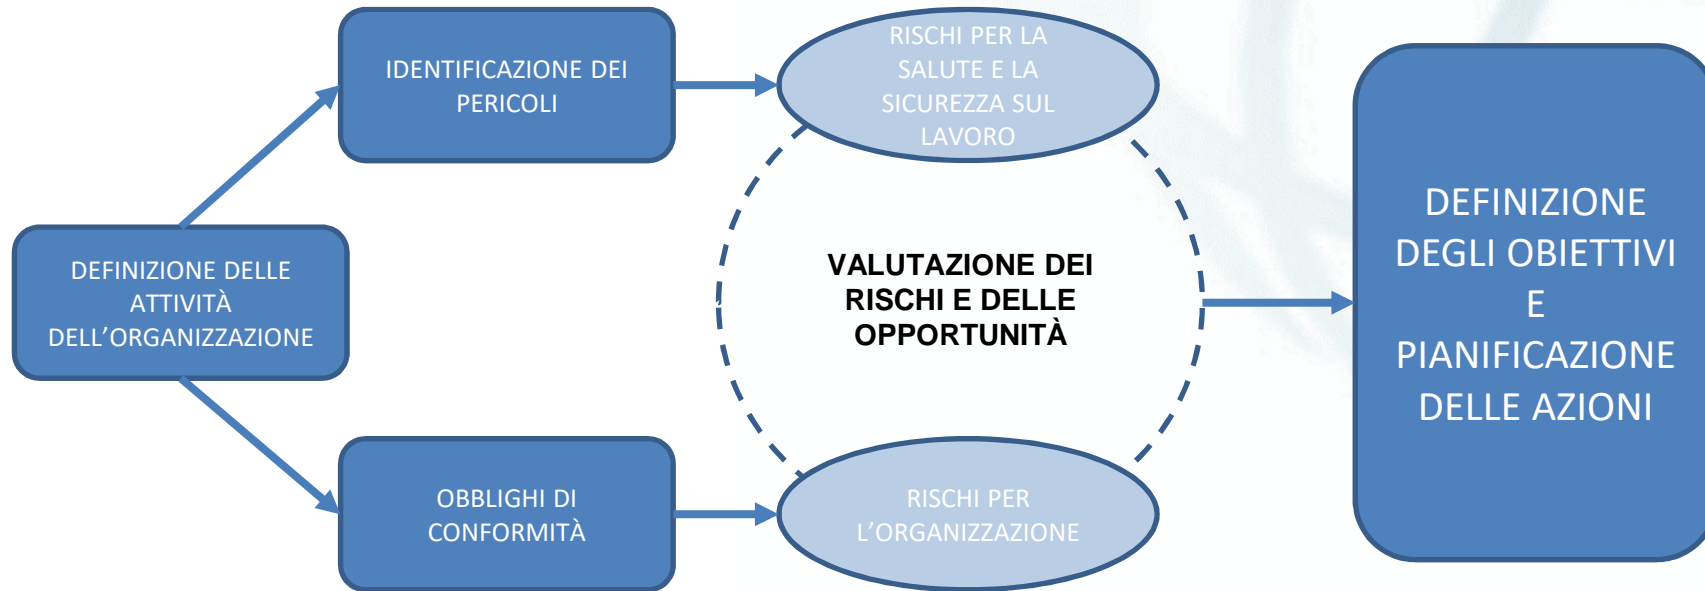 DEFINIZIONE DELLE
ATTIVITÀ
DELL’ORGANIZZAZIONE
IDENTIFICAZIONE DEI
PERICOLI
OBBLIGHI DI
CONFORMITÀ
RISCHI PER LA
SALUTE E LA
SICUREZZA SUL
LAVORO
VALUTAZIONE DEI
RISCHI E DELLE
OPPORTUNITÀ
RISCHI PER
L’ORGANIZZAZIONE
DEFINIZIONE
DEGLI OBIETTIVI
E
PIANIFICAZIONE
DELLE AZIONI